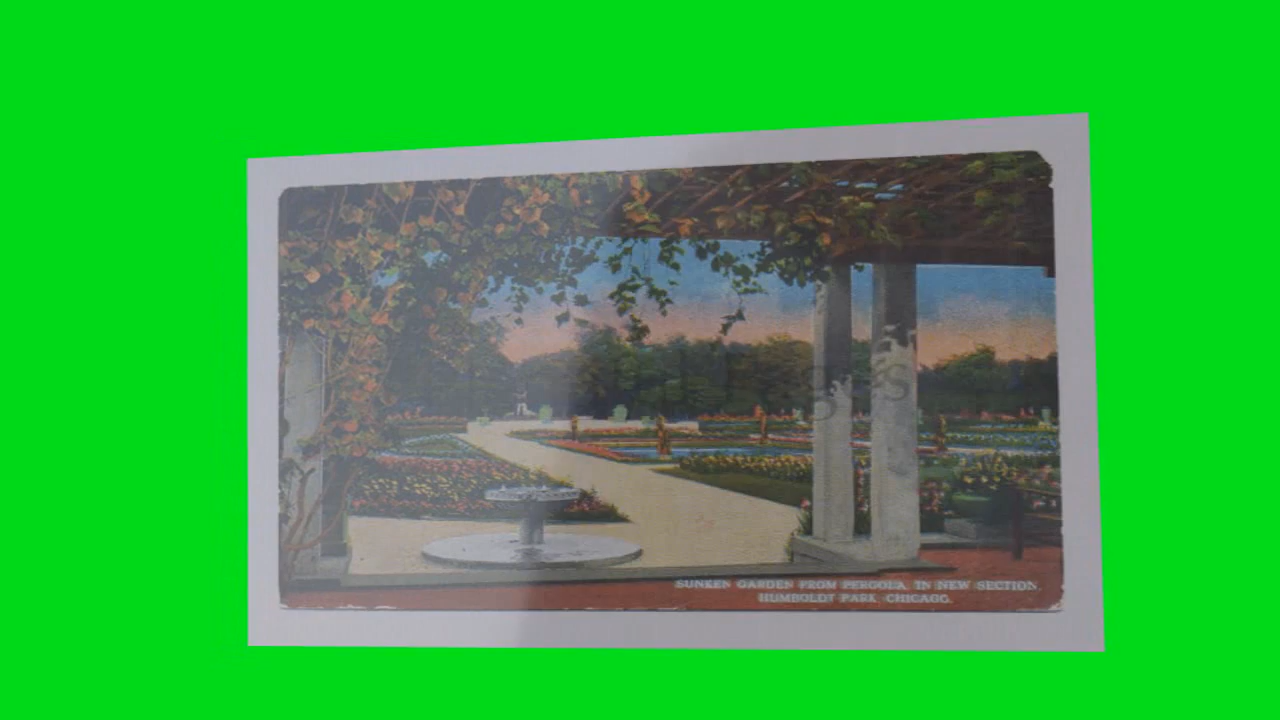 SUNKEN GARDEN FROM PERGOLA, IN NEW SECTION,
HUMBOLDT PARK, CHICAGO.